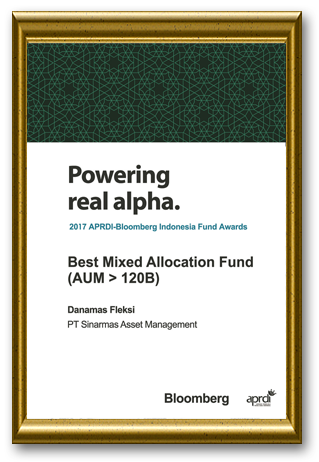 Powering
real alpha.
2017 APRDI-Bloomberg Indonesia Fund Awards
Best Mixed Allocation Fund
(AUM > 120B)
Danamas Fleksi
PT Sinarmas Asset Management
Bloomberg
aprdi